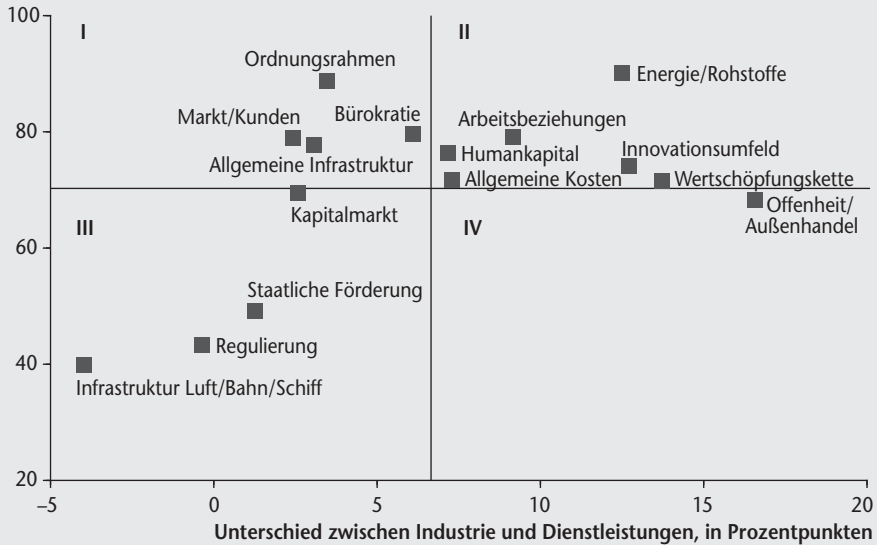 100
I
II
Ordnungsrahmen
Energie/Rohstoffe
Markt/Kunden
Bürokratie
Arbeitsbeziehungen
80
Allgemeine Infrastruktur
Humankapital
Innovationsumfeld
Allgemeine Kosten
Wertschöpfungskette
Kapitalmarkt
Offenheit/
Außenhandel
III
IV
60
Staatliche Förderung
Regulierung
40
Infrastruktur Luft/Bahn/Schiff
20
–5
0
5
10
15
20
Unterschied zwischen Industrie und Dienstleistungen, in Prozentpunkten